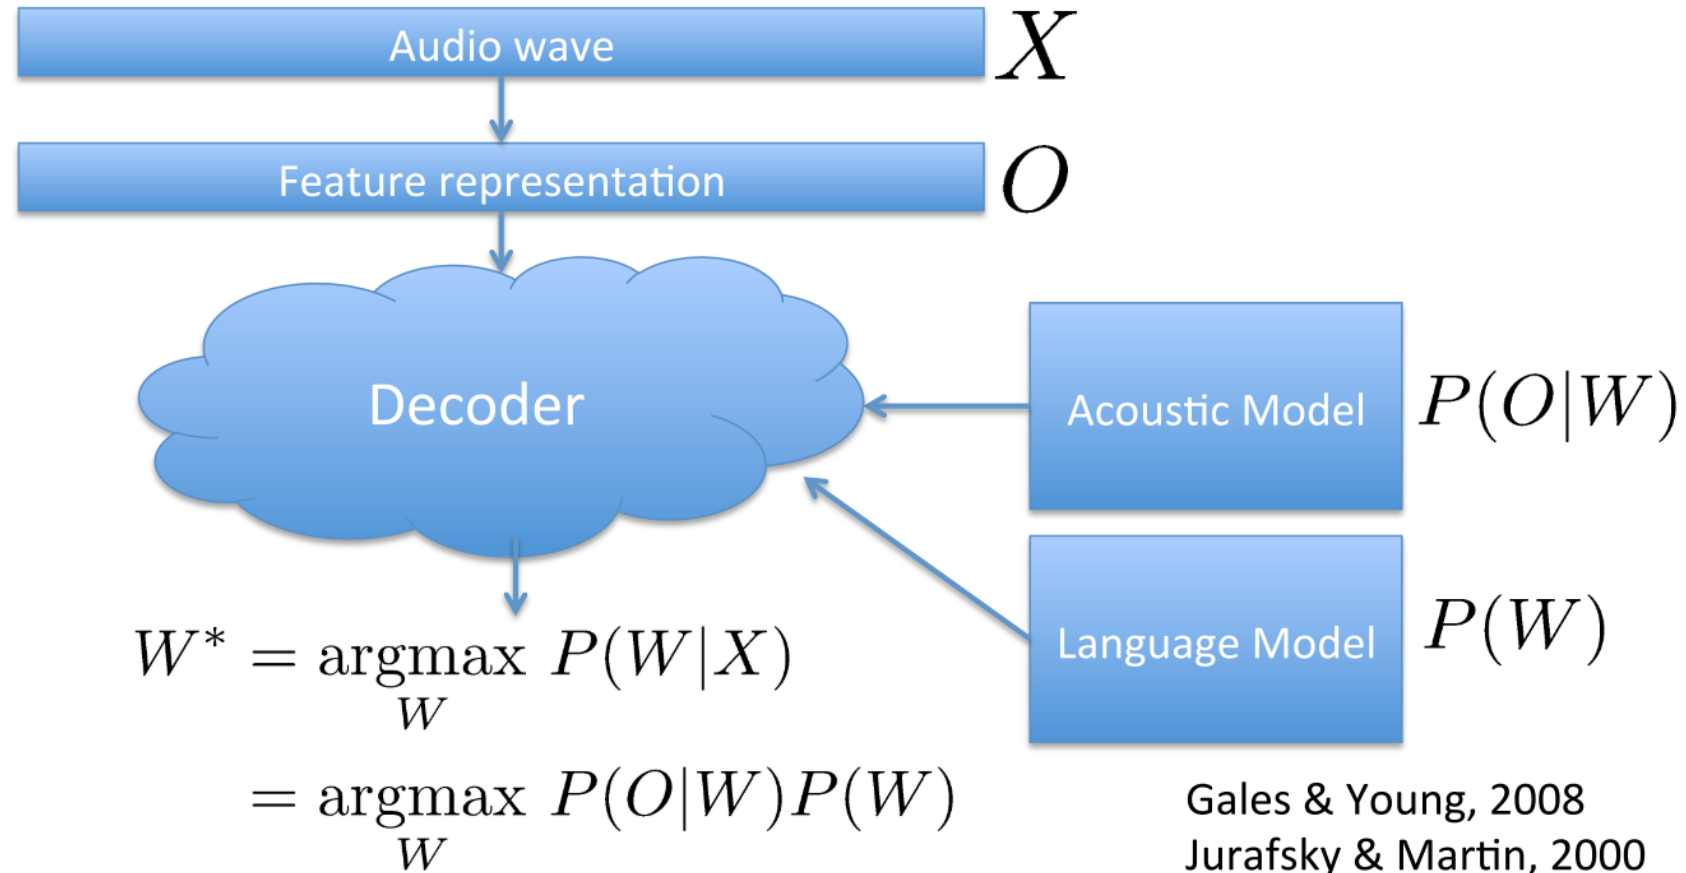 Audio wave
X
Feature representation
O
Decoder
Acoustic Model
P(O|W)
Language Model
P(W)
W* = argmax P(W|X)
W
= argmax P(O|W)P(W)
W
Gales & Young, 2008
Jurafsky & Martin, 2000